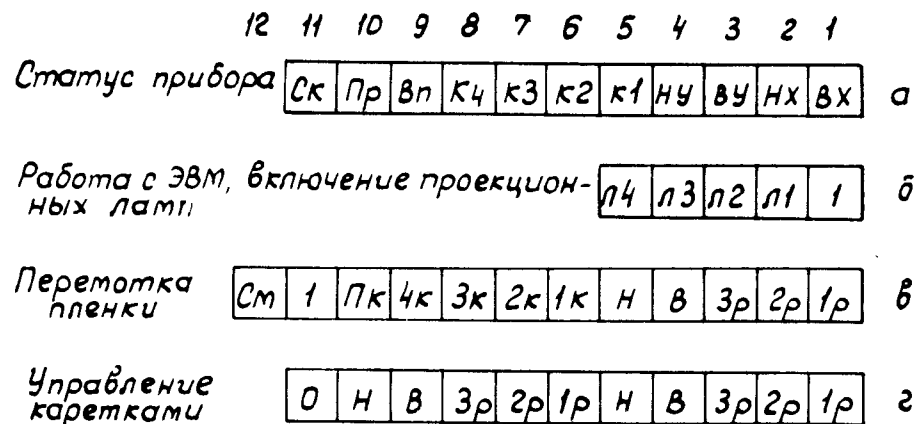 12 11 10 9 8 7 6 5 4 3 2 1
Статус прибора Ск Пр Вп К4 к3 к2 к1 НУ ВУ НХ ВХ а
Работа с ЭВМ, включение проекцион-
ных ламп л4 л3 л2 л1 1 б
Перемотка
пленки См 1 Пк 4к 3к 2к 1к Н В 3р 2р 1р в
Управление
каретками 0 Н В 3р 2р 1р Н В 3р 2р 1р г